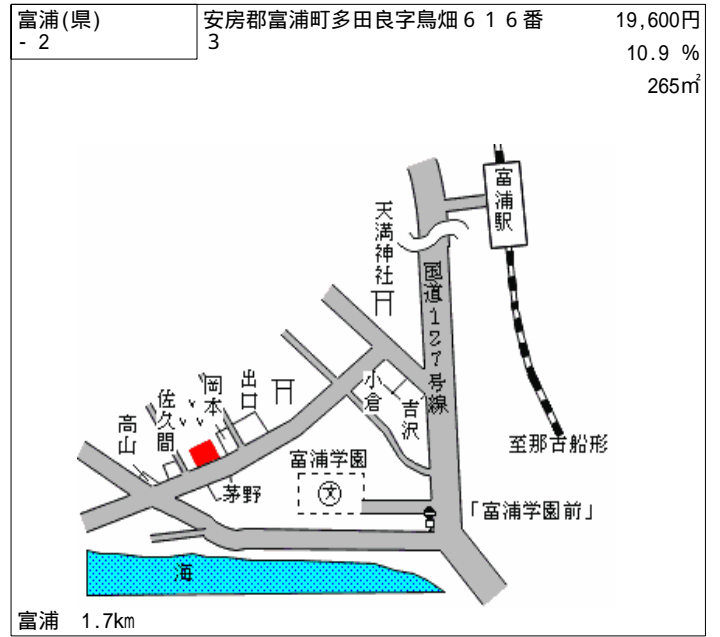 富浦(県)
- 2
安房郡富浦町多田良字鳥畑６１６番
３
19,600円
10.9 %
265㎡
富浦駅
天満神社
国道127号線
小倉
吉沢
出口
岡本
佐久間
高山
茅野
富浦学園
文
至那古船形
「富浦学園前」
海
富浦 1.7km